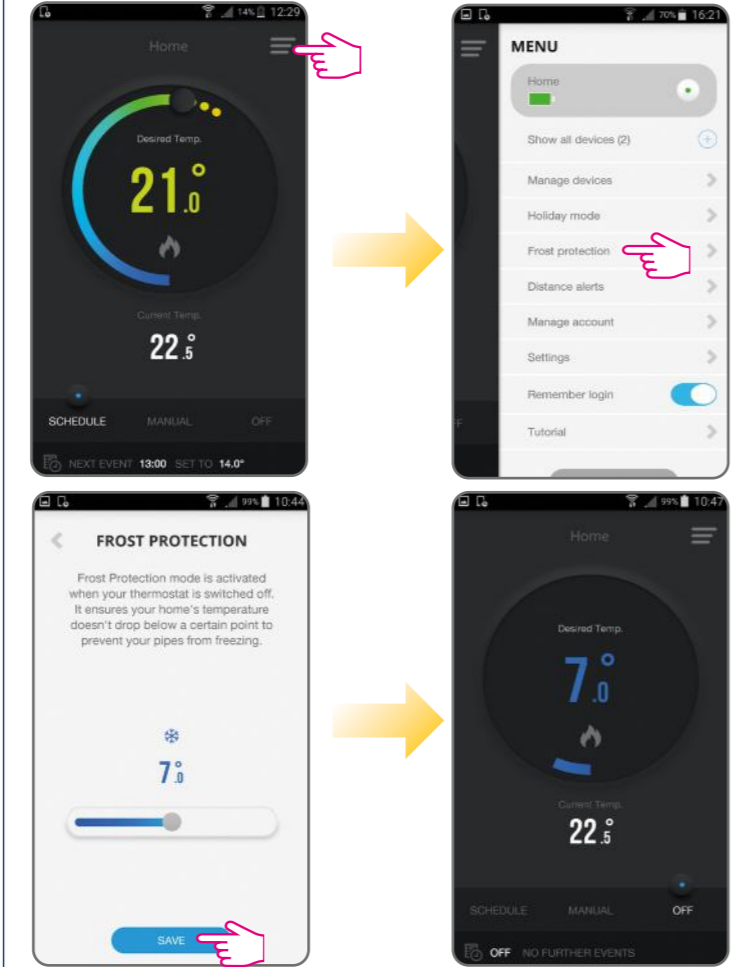 14% 12:29
Home
Desired Temp.
21.0°
Current Temp.
22.5°
SCHEDULE MANUAL OFF
NEXT EVENT 13:00 SET TO 14.0°
70% 16:21
MENU
Home
Show all devices (2)
Manage devices
Holiday mode
Frost protection
Distance alerts
Manage account
Settings
Remember login
Tutorial
F
99% 10:44
FROST PROTECTION
Frost Protection mode is activated
when your thermostat is switched off.
It ensures your home's temperature
doesn't drop below a certain point to
prevent your pipes from freezing.
7.0°
SAVE
99% 10:47
Home
Desired Temp.
7.0°
Current Temp.
22.5°
SCHEDULE MANUAL OFF
OFF NO FURTHER EVENTS